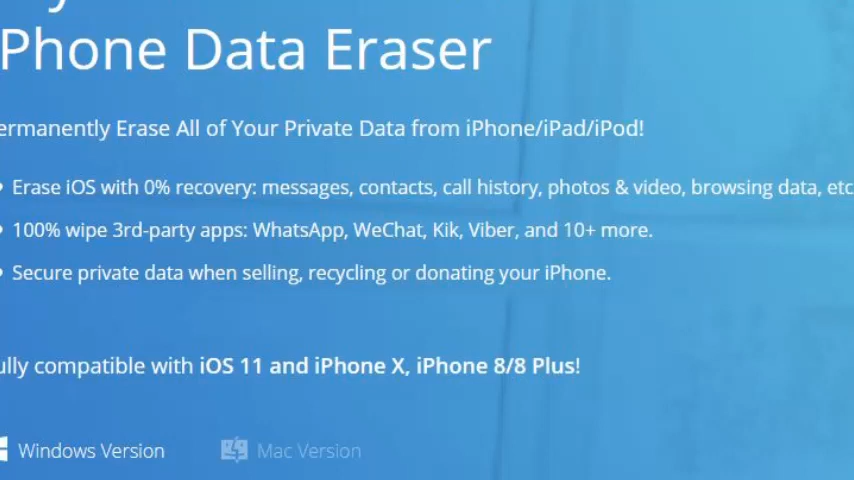 Phone Data Eraser
ermanently Erase All of Your Private Data from iPhone/iPad/iPod!
Erase iOS with 0% recovery: messages, contacts, call history, photos & video, browsing data, etc
100% wipe 3rd-party apps: WhatsApp, WeChat, Kik, Viber, and 10+ more.
Secure private data when selling, recycling or donating your iPhone.
ully compatible with iOS 11 and iPhone X, iPhone 8/8 Plus!
Windows Version Mac Version